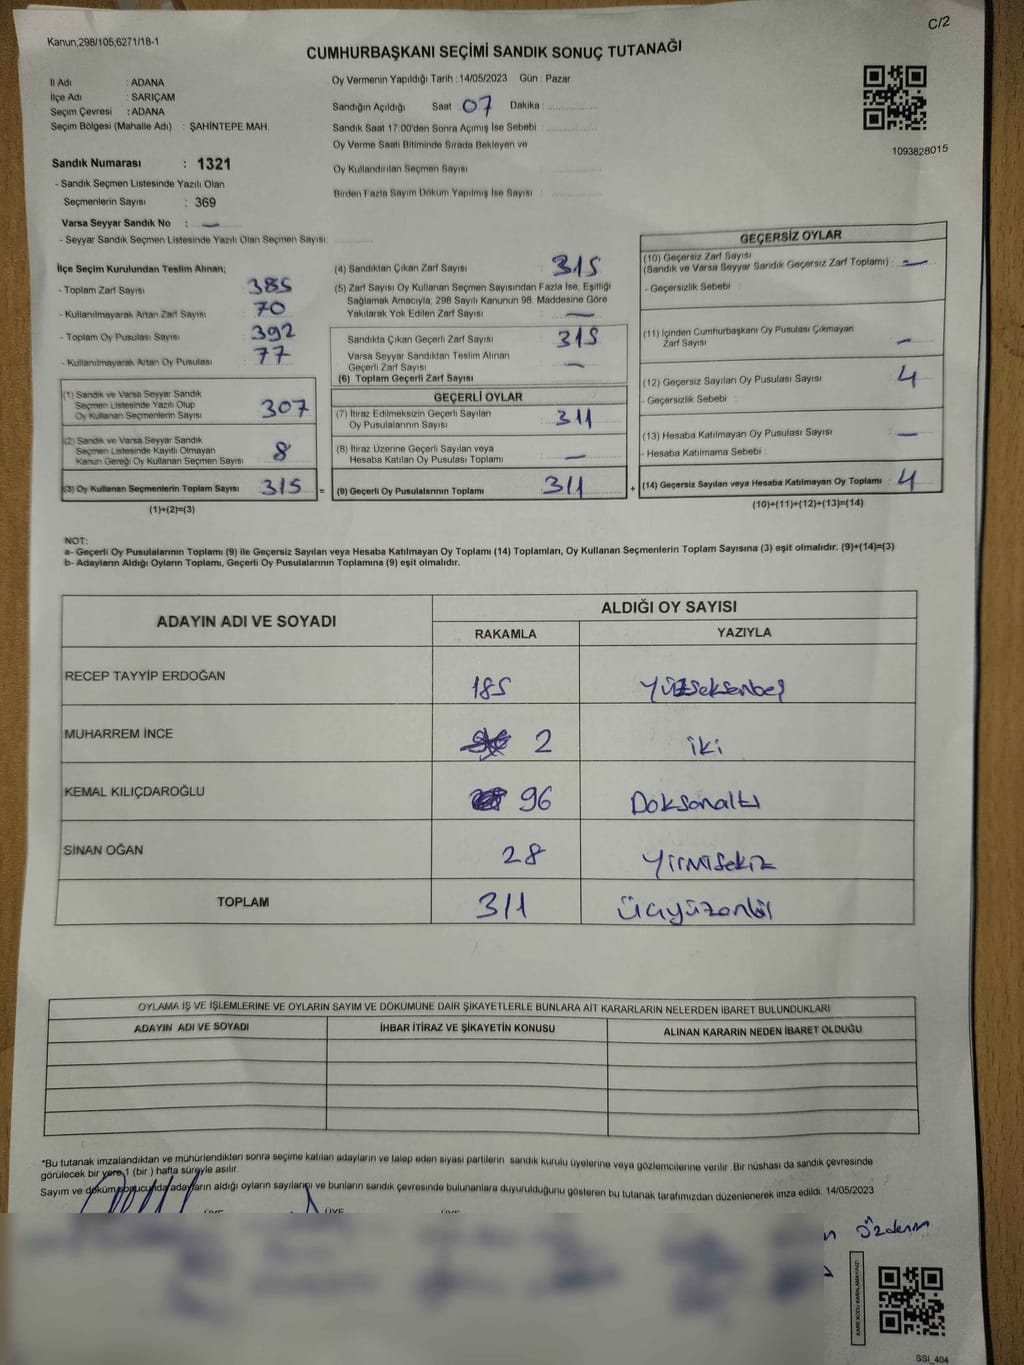 C/2
Kanun;298/105,6271/18-1
CUMHURBAŞKANI SEÇİMİ SANDIK SONUÇ TUTANAĞI
İl Adı : ADANA
İlçe Adı : SARIÇAM
Seçim Çevresi : ADANA
Seçim Bölgesi (Mahalle Adı) : ŞAHİNTEPE MAH.
Oy Vermenin Yapıldığı Tarih : 14/05/2023 Gün : Pazar
Sandığın Açıldığı Saat : 07 Dakika : ...............
Sandık Saat 17:00'den Sonra Açımış İse Sebebi ...............
Oy Verme Saati Bitiminde Sırada Bekleyen ve
Oy Kullandırılan Seçmen Sayısı ...............
Birden Fazla Sayım Döküm Yapılmış İse Sayısı ...............
1093828015
Sandık Numarası : 1321
- Sandık Seçmen Listesinde Yazılı Olan
Seçmenlerin Sayısı : 369
Varsa Seyyar Sandık No : —
- Seyyar Sandık Seçmen Listesinde Yazılı Olan Seçmen Sayısı ...............
İlçe Seçim Kurulundan Teslim Alınan;
- Toplam Zarf Sayısı 385
- Kullanılmayarak Artan Zarf Sayısı 70
- Toplam Oy Pusulası Sayısı 392
- Kullanılmayarak Artan Oy Pusulası 77
(1) Sandık ve Varsa Seyyar Sandık
Seçmen Listesinde Yazılı Olup
Oy Kullanan Seçmenlerin Sayısı 307
(2) Sandık ve Varsa Seyyar Sandık
Seçmen Listesinde Kayıtlı Olmayan
Kanun Gereği Oy Kullanan Seçmen Sayısı 8
(3) Oy Kullanan Seçmenlerin Toplam Sayısı 315 =
(1)+(2)=(3)
(4) Sandıktan Çıkan Zarf Sayısı 315
(5) Zarf Sayısı Oy Kullanan Seçmen Sayısından Fazla İse, Eşitliği
Sağlamak Amacıyla; 298 Sayılı Kanunun 98. Maddesine Göre
Yakılarak Yok Edilen Zarf Sayısı —
Sandıkta Çıkan Geçerli Zarf Sayısı 315
Varsa Seyyar Sandıktan Teslim Alınan
Geçerli Zarf Sayısı —
(6) Toplam Geçerli Zarf Sayısı
GEÇERLİ OYLAR
(7) İtiraz Edilmeksizin Geçerli Sayılan
Oy Pusulalarının Sayısı 311
(8) İtiraz Üzerine Geçerli Sayılan veya
Hesaba Katılan Oy Pusulası Toplamı —
(9) Geçerli Oy Pusulalarının Toplamı 311 +
GEÇERSİZ OYLAR
(10) Geçersiz Zarf Sayısı
(Sandık ve Varsa Seyyar Sandık Geçersiz Zarf Toplamı) : —
- Geçersizlik Sebebi :
(11) İçinden Cumhurbaşkanı Oy Pusulası Çıkmayan
Zarf Sayısı —
(12) Geçersiz Sayılan Oy Pusulası Sayısı 4
- Geçersizlik Sebebi :
(13) Hesaba Katılmayan Oy Pusulası Sayısı —
- Hesaba Katılmama Sebebi :
(14) Geçersiz Sayılan veya Hesaba Katılmayan Oy Toplamı : 4
(10)+(11)+(12)+(13)=(14)
NOT:
a- Geçerli Oy Pusulalarının Toplamı (9) ile Geçersiz Sayılan veya Hesaba Katılmayan Oy Toplamı (14) Toplamları, Oy Kullanan Seçmenlerin Toplam Sayısına (3) eşit olmalıdır. (9)+(14)=(3)
b- Adayların Aldığı Oyların Toplamı, Geçerli Oy Pusulalarının Toplamına (9) eşit olmalıdır.
ADAYIN ADI VE SOYADI ALDIĞI OY SAYISI
RAKAMLA YAZIYLA
RECEP TAYYİP ERDOĞAN 185 Yüzseksenbeş
MUHARREM İNCE 2 iki
KEMAL KILIÇDAROĞLU 96 Doksanaltı
SİNAN OĞAN 28 Yirmisekiz
TOPLAM 311 Üçyüzonbir
OYLAMA İŞ VE İŞLEMLERİNE VE OYLARIN SAYIM VE DÖKÜMÜNE DAİR ŞİKAYETLERLE BUNLARA AİT KARARLARIN NELERDEN İBARET BULUNDUKLARI
ADAYIN ADI VE SOYADI İHBAR İTİRAZ VE ŞİKAYETİN KONUSU ALINAN KARARIN NEDEN İBARET OLDUĞU
*Bu tutanak imzalandıktan ve mühürlendikten sonra seçime katılan adayların ve talep eden siyasi partilerin sandık kurulu üyelerine veya gözlemcilerine verilir. Bir nüshası da sandık çevresinde
görülecek bir yere 1 (bir) hafta süreyle asılır.
Sayım ve döküm sonucunda adayların aldığı oyların sayılarını ve bunların sandık çevresinde bulunanlara duyurulduğunu gösteren bu tutanak tarafımızdan düzenlenerek imza edildi. 14/05/2023
ÜYE ÜYE
Özdemir
SSI_404